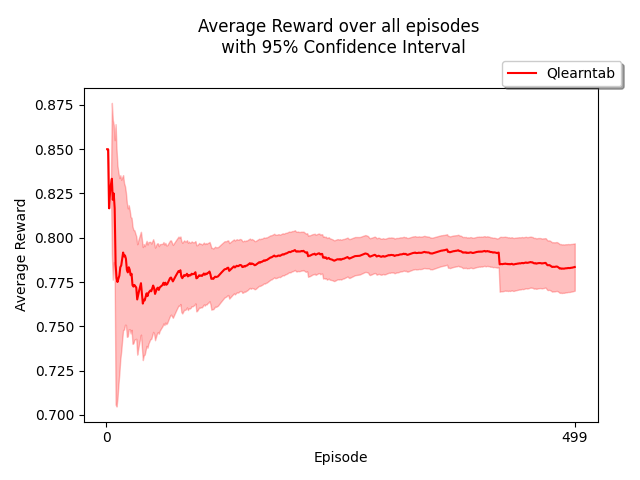 Average Reward over all episodes
with 95% Confidence Interval
Qlearntab
0.875
0.850
0.825
0.800
0.775
0.750
0.725
0.700
Average Reward
0
499
Episode